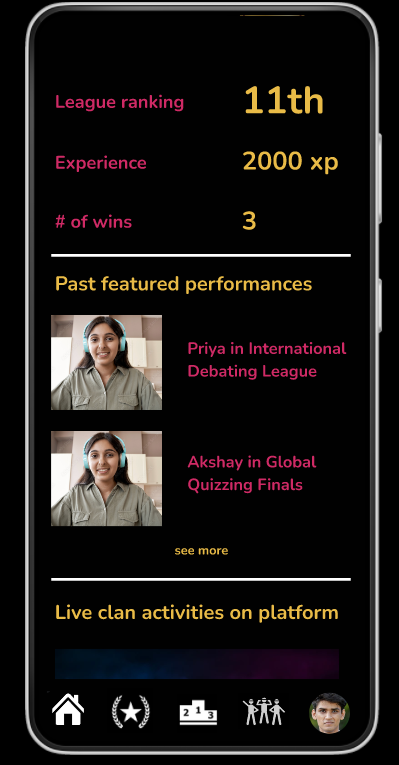 League ranking 11th
Experience 2000 xp
# of wins 3
Past featured performances
Priya in International
Debating League
Akshay in Global
Quizzing Finals
see more
Live clan activities on platform
2 1 3